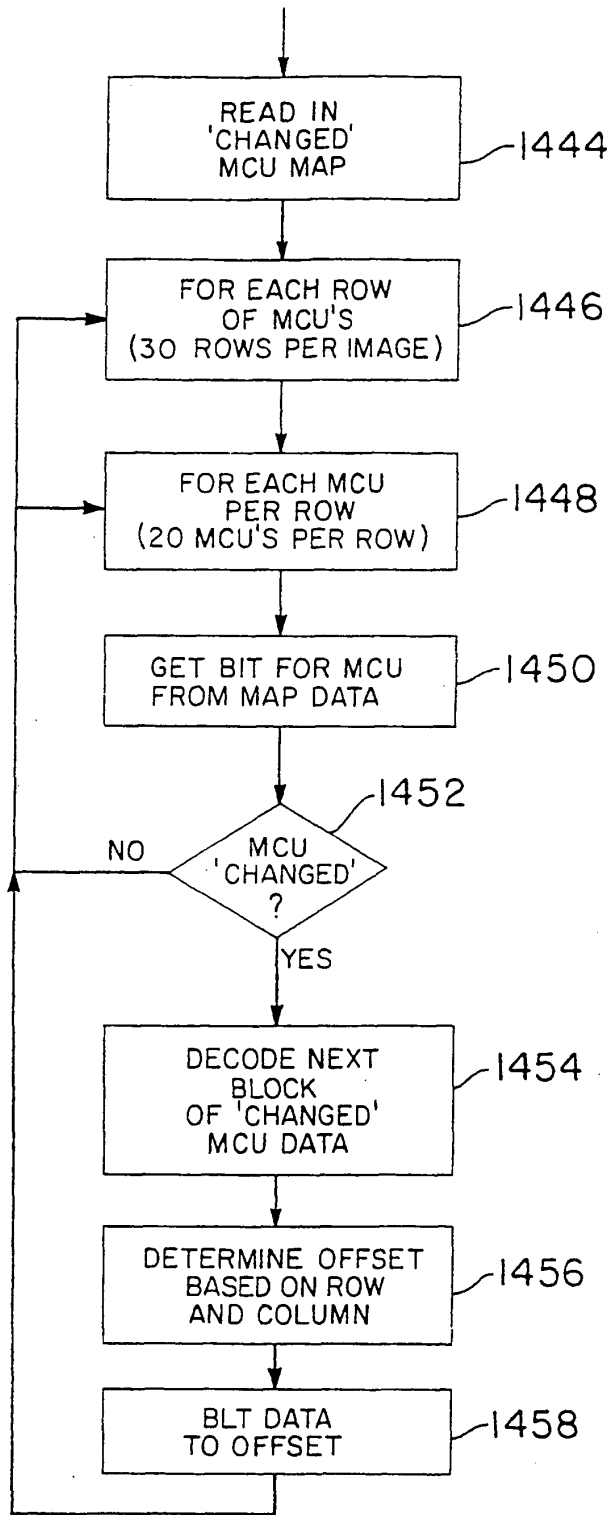 READ IN
'CHANGED'
MCU MAP
1444
FOR EACH ROW
OF MCU'S
(30 ROWS PER IMAGE)
1446
FOR EACH MCU
PER ROW
(20 MCU'S PER ROW)
1448
GET BIT FOR MCU
FROM MAP DATA
1450
1452
NO
MCU
'CHANGED'
?
YES
DECODE NEXT
BLOCK
OF 'CHANGED'
MCU DATA
1454
DETERMINE OFFSET
BASED ON ROW
AND COLUMN
1456
BLT DATA
TO OFFSET
1458